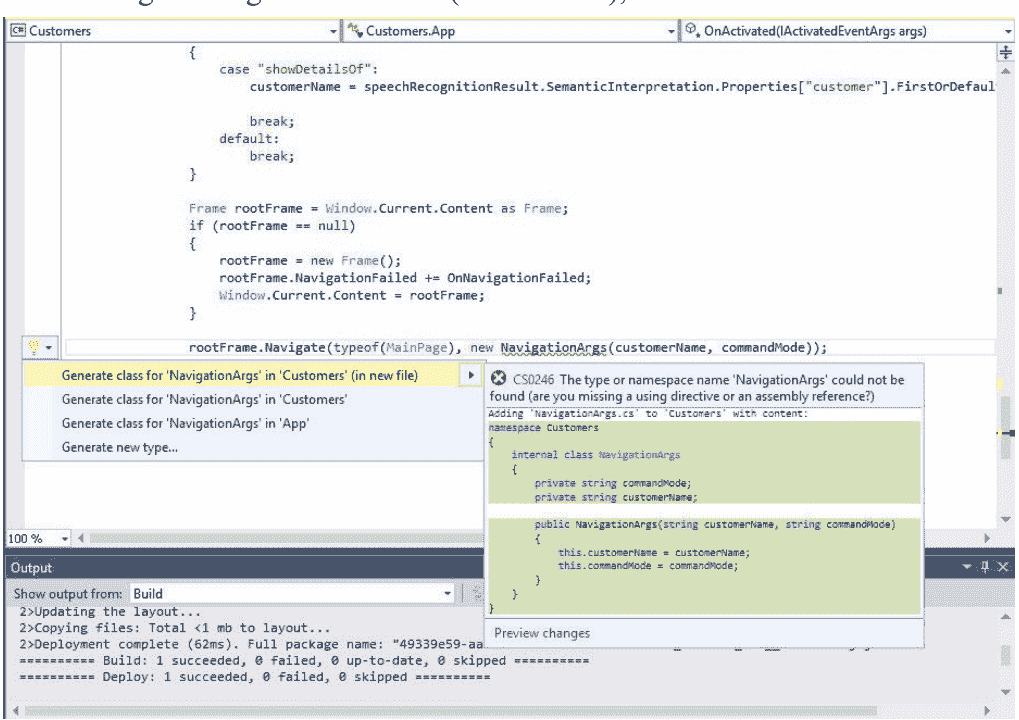 Customers
Customers.App
OnActivated(IActivatedEventArgs args)
{
case "showDetailsOf":
customerName = speechRecognitionResult.SemanticInterpretation.Properties["customer"].FirstOrDefaul
break;
default:
break;
}
Frame rootFrame = Window.Current.Content as Frame;
if (rootFrame == null)
{
rootFrame = new Frame();
rootFrame.NavigationFailed += OnNavigationFailed;
Window.Current.Content = rootFrame;
}
rootFrame.Navigate(typeof(MainPage), new NavigationArgs(customerName, commandMode));
Generate class for 'NavigationArgs' in 'Customers' (in new file)
Generate class for 'NavigationArgs' in 'Customers'
Generate class for 'NavigationArgs' in 'App'
Generate new type...
CS0246 The type or namespace name 'NavigationArgs' could not be
found (are you missing a using directive or an assembly reference?)
Adding 'NavigationArgs.cs' to 'Customers' with content:
namespace Customers
{
internal class NavigationArgs
{
private string commandMode;
private string customerName;
public NavigationArgs(string customerName, string commandMode)
{
this.customerName = customerName;
this.commandMode = commandMode;
}
}
}
Preview changes
100 %
Output
Show output from: Build
2>Updating the layout...
2>Copying files: Total <1 mb to layout...
2>Deployment complete (62ms). Full package name: "49339e59-aa
========== Build: 1 succeeded, 0 failed, 0 up-to-date, 0 skipped ==========
========== Deploy: 1 succeeded, 0 failed, 0 skipped ==========